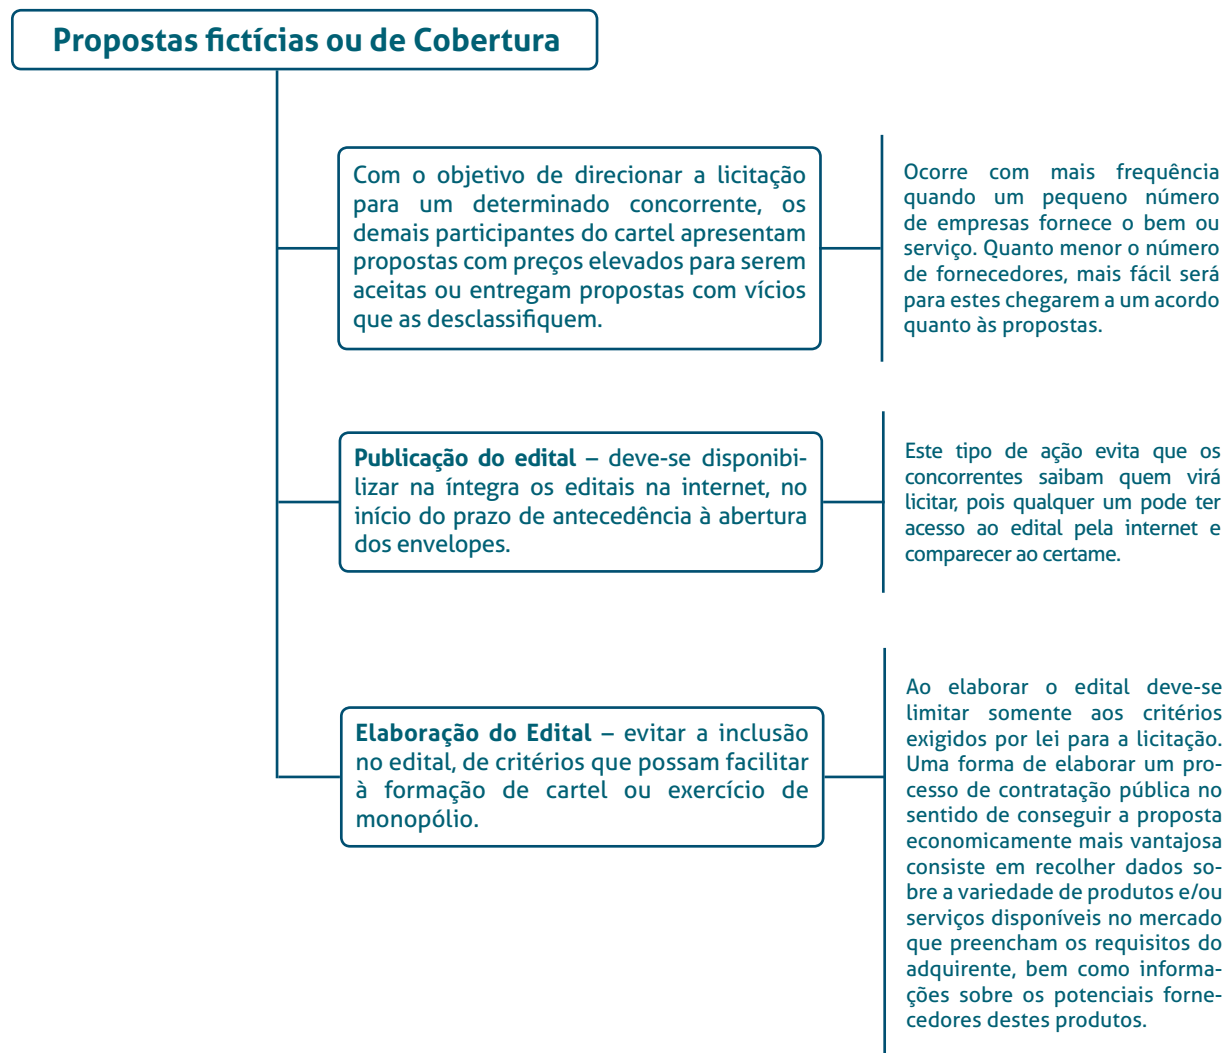 Propostas fictícias ou de Cobertura
Com o objetivo de direcionar a licitação
para um determinado concorrente, os
demais participantes do cartel apresentam
propostas com preços elevados para serem
aceitas ou entregam propostas com vícios
que as desclassifiquem.
Ocorre com mais frequência
quando um pequeno número
de empresas fornece o bem ou
serviço. Quanto menor o número
de fornecedores, mais fácil será
para estes chegarem a um acordo
quanto às propostas.
Publicação do edital – deve-se disponibi-
lizar na íntegra os editais na internet, no
início do prazo de antecedência à abertura
dos envelopes.
Este tipo de ação evita que os
concorrentes saibam quem virá
licitar, pois qualquer um pode ter
acesso ao edital pela internet e
comparecer ao certame.
Elaboração do Edital – evitar a inclusão
no edital, de critérios que possam facilitar
à formação de cartel ou exercício de
monopólio.
Ao elaborar o edital deve-se
limitar somente aos critérios
exigidos por lei para a licitação.
Uma forma de elaborar um pro-
cesso de contratação pública no
sentido de conseguir a proposta
economicamente mais vantajosa
consiste em recolher dados so-
bre a variedade de produtos e/ou
serviços disponíveis no mercado
que preencham os requisitos do
adquirente, bem como informa-
ções sobre os potenciais forne-
cedores destes produtos.